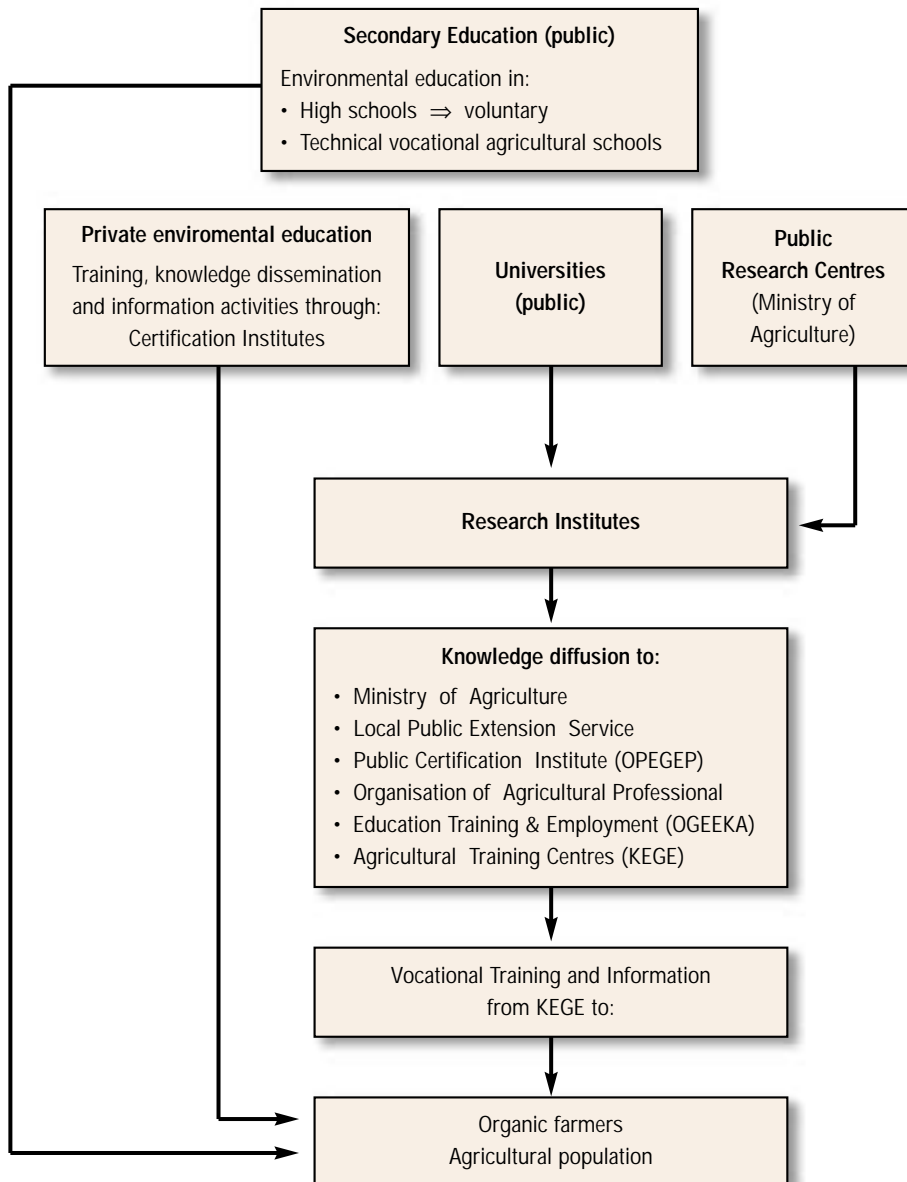 Secondary Education (public)
Environmental education in:
• High schools ⇒ voluntary
• Technical vocational agricultural schools
Private enviromental education
Training, knowledge dissemination
and information activities through:
Certification Institutes
Universities
(public)
Public
Research Centres
(Ministry of
Agriculture)
Research Institutes
Knowledge diffusion to:
• Ministry of Agriculture
• Local Public Extension Service
• Public Certification Institute (OPEGEP)
• Organisation of Agricultural Professional
• Education Training & Employment (OGEEKA)
• Agricultural Training Centres (KEGE)
Vocational Training and Information
from KEGE to:
Organic farmers
Agricultural population